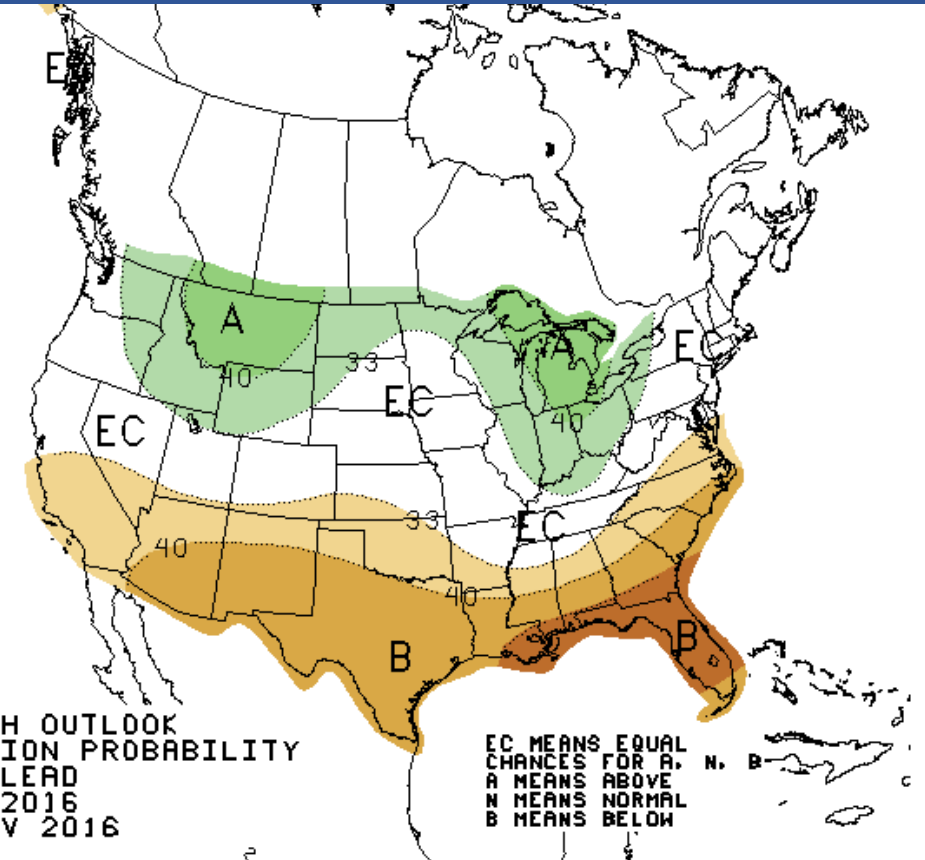 E
A
A
33
EC
40
EC
40
EC
33
EC
40
40
B
B
H OUTLOOK
ION PROBABILITY
LEAD
2016
V 2016
EC MEANS EQUAL
CHANCES FOR A, N, B
A MEANS ABOVE
N MEANS NORMAL
B MEANS BELOW